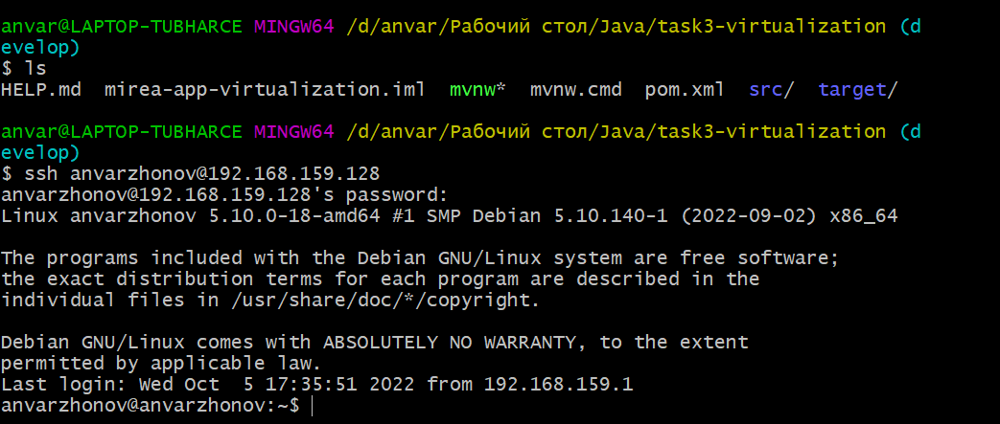 anvar@LAPTOP-TUBHARCE MINGW64 /d/anvar/Рабочий стол/Java/task3-virtualization (d
evelop)
$ ls
HELP.md  mirea-app-virtualization.iml  mvnw*  mvnw.cmd  pom.xml  src/  target/
anvar@LAPTOP-TUBHARCE MINGW64 /d/anvar/Рабочий стол/Java/task3-virtualization (d
evelop)
$ ssh anvarzhonov@192.168.159.128
anvarzhonov@192.168.159.128's password:
Linux anvarzhonov 5.10.0-18-amd64 #1 SMP Debian 5.10.140-1 (2022-09-02) x86_64
The programs included with the Debian GNU/Linux system are free software;
the exact distribution terms for each program are described in the
individual files in /usr/share/doc/*/copyright.
Debian GNU/Linux comes with ABSOLUTELY NO WARRANTY, to the extent
permitted by applicable law.
Last login: Wed Oct  5 17:35:51 2022 from 192.168.159.1
anvarzhonov@anvarzhonov:~$